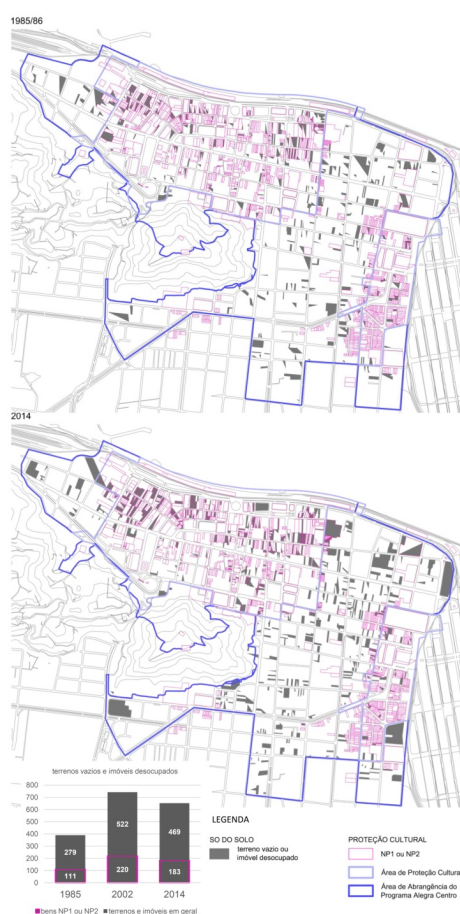 1985/86
2014
terrenos vazios e imóveis desocupados
800
700
600
500
400
300
200
100
0
279
111
522
220
469
183
1985
2002
2014
bens NP1 ou NP2
terrenos e imóveis em geral
LEGENDA
SO DO SOLO
terreno vazio ou
imóvel desocupado
PROTEÇÃO CULTURAL
NP1 ou NP2
Área de Proteção Cultura
Área de Abrangência do
Programa Alegra Centro